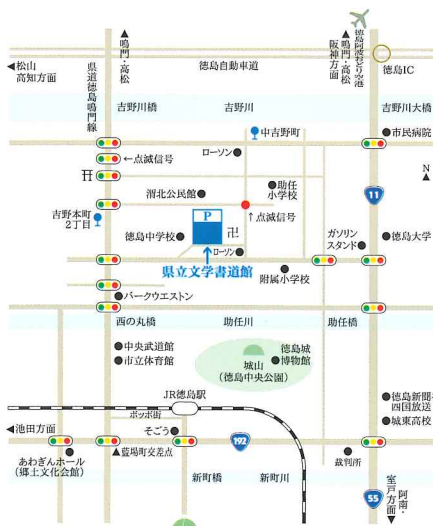 ▲鳴門・高松
▲鳴門・高松
阪神方面
徳島阿波おどり空港
◀松山
高知方面
県道徳島鳴門線
徳島自動車道
徳島IC
吉野川橋
吉野川
吉野川大橋
中吉野町
市民病院
ローソン
←点滅信号
N
渭北公民館
助任
小学校
11
吉野本町
2丁目
P
↑点滅信号
徳島中学校
ガソリン
スタンド
徳島大学
ローソン
県立文学書道館
附属小学校
パークウエストン
西の丸橋
助任川
助任橋
中央武道館
市立体育館
徳島城
博物館
城山
(徳島中央公園)
JR徳島駅
ポッポ街
徳島新聞
四国放送
城東高校
◀池田方面
そごう
192
あわぎんホール
(郷土文化会館)
▲藍場町交差点
裁判所
新町橋
新町川
55
阿南・
室戸方面▼